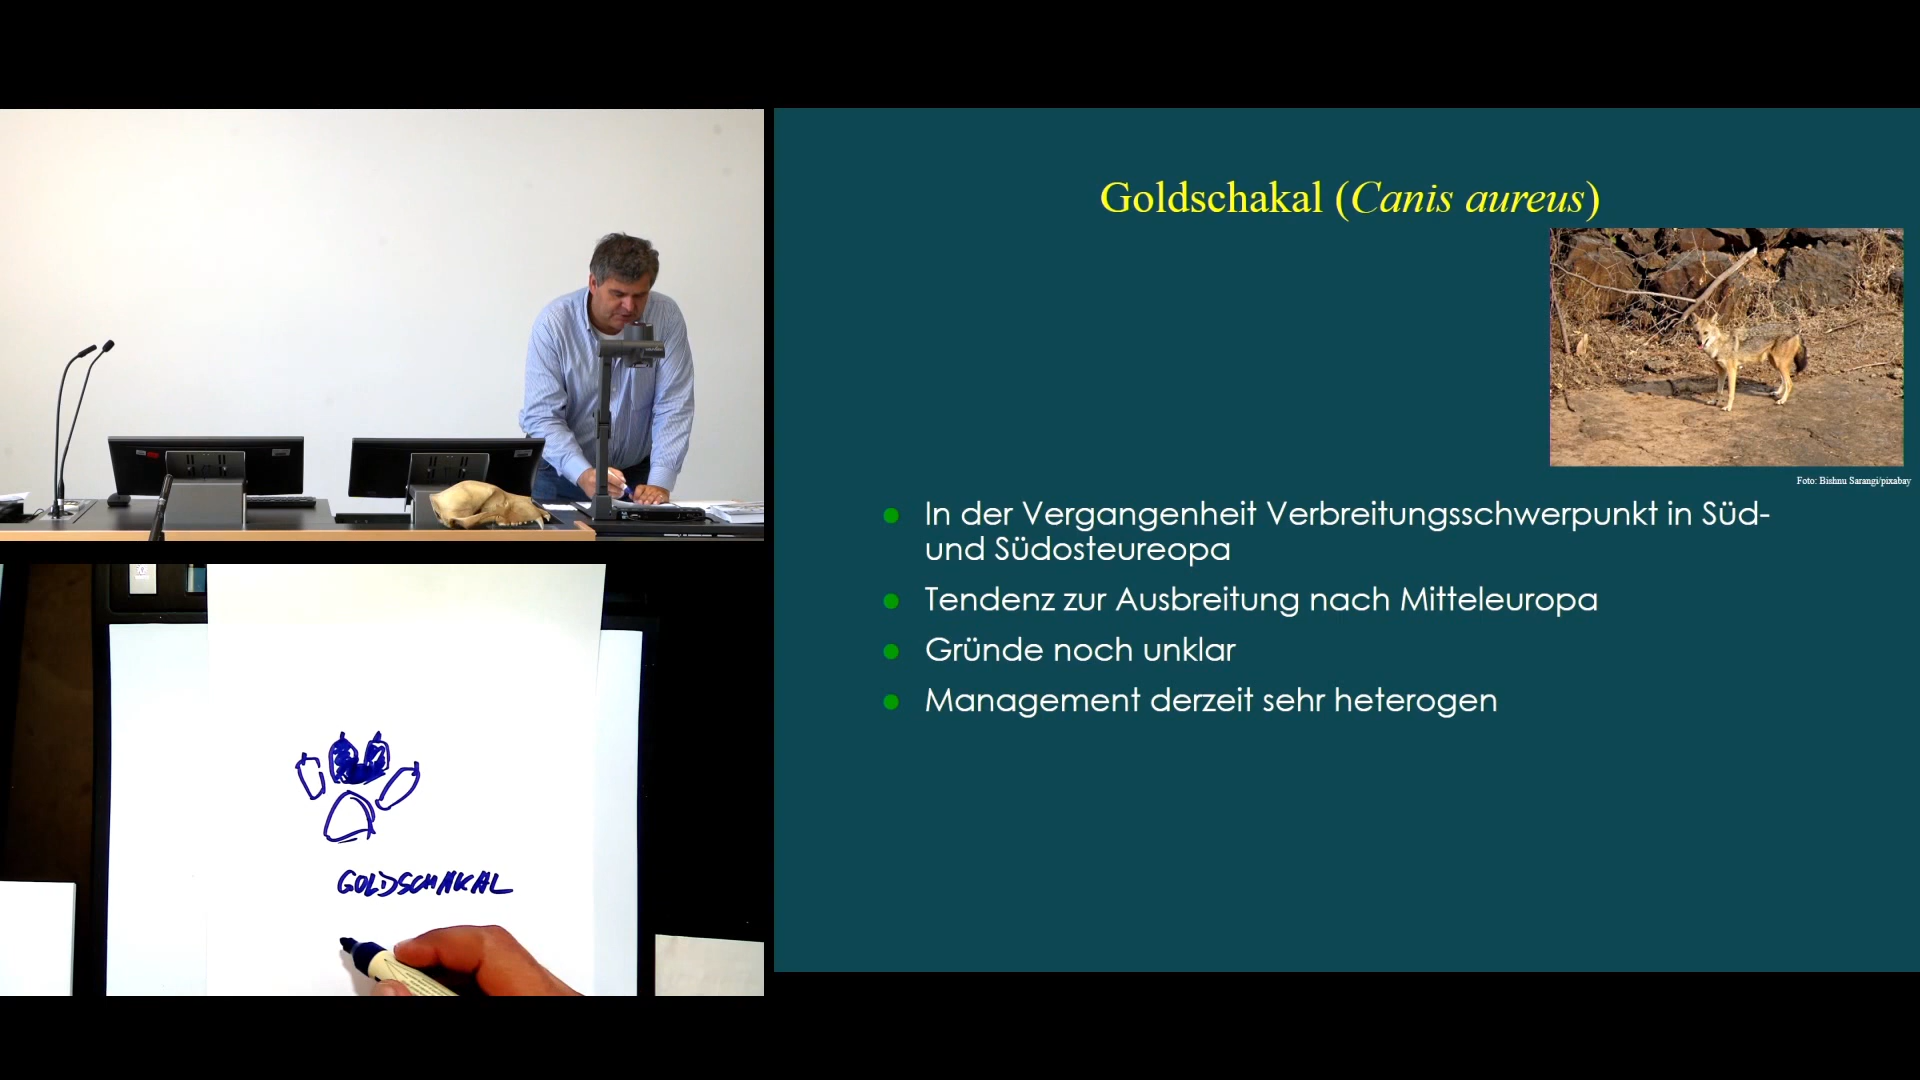 Goldschakal (Canis aureus)
Foto: Bishnu Sarangi/pixabay
In der Vergangenheit Verbreitungsschwerpunkt in Süd-
und Südosteureopa
Tendenz zur Ausbreitung nach Mitteleuropa
Gründe noch unklar
Management derzeit sehr heterogen
GOLDSCHAKAL